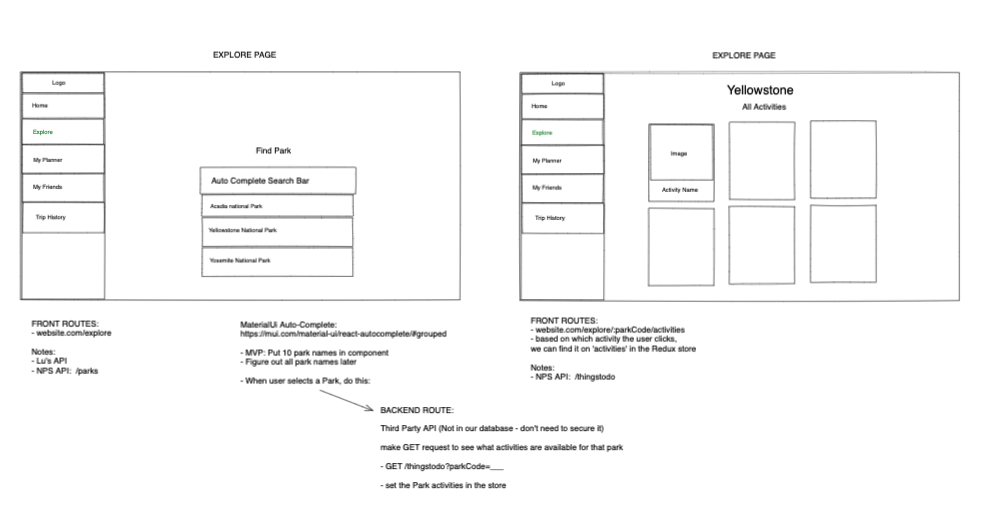 EXPLORE PAGE
Logo
Home
Explore
My Planner
My Friends
Trip History
Find Park
Auto Complete Search Bar
Acadia national Park
Yellowstone National Park
Yosemite National Park
FRONT ROUTES:
- website.com/explore
Notes:
- Lu's API
- NPS API: /parks
MaterialUi Auto-Complete:
https://mui.com/material-ui/react-autocomplete/#grouped
- MVP: Put 10 park names in component
- Figure out all park names later
- When user selects a Park, do this:
BACKEND ROUTE:
Third Party API (Not in our database - don't need to secure it)
make GET request to see what activities are available for that park
- GET /thingstodo?parkCode=___
- set the Park activities in the store
EXPLORE PAGE
Logo
Home
Explore
My Planner
My Friends
Trip History
Yellowstone
All Activities
Image
Activity Name
FRONT ROUTES:
- website.com/explore/:parkCode/activities
- based on which activity the user clicks,
we can find it on 'activities' in the Redux store
Notes:
- NPS API: /thingstodo